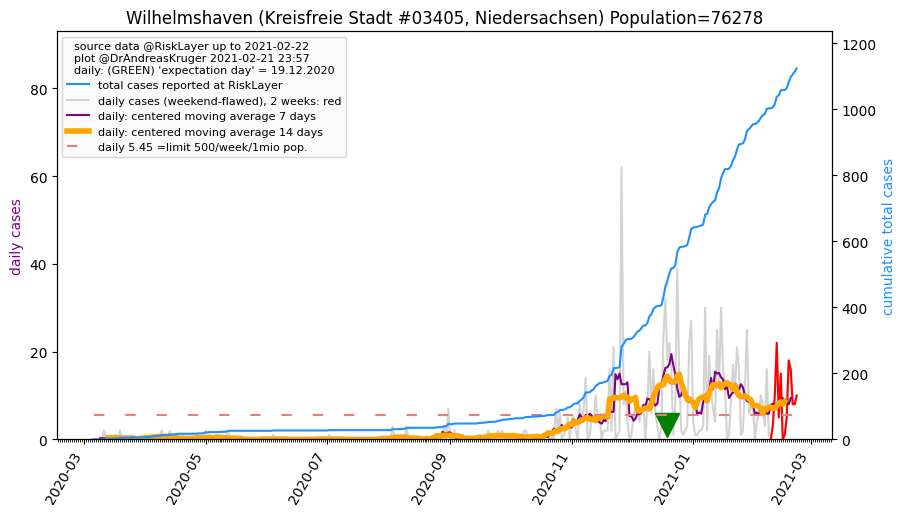 Wilhelmshaven (Kreisfreie Stadt #03405, Niedersachsen) Population=76278
source data @RiskLayer up to 2021-02-22
plot @DrAndreasKruger 2021-02-21 23:57
daily: (GREEN) 'expectation day' = 19.12.2020
total cases reported at RiskLayer
daily cases (weekend-flawed), 2 weeks: red
daily: centered moving average 7 days
daily: centered moving average 14 days
daily 5.45 =limit 500/week/1mio pop.
daily cases
0
20
40
60
80
cumulative total cases
0
200
400
600
800
1000
1200
2020-03
2020-05
2020-07
2020-09
2020-11
2021-01
2021-03